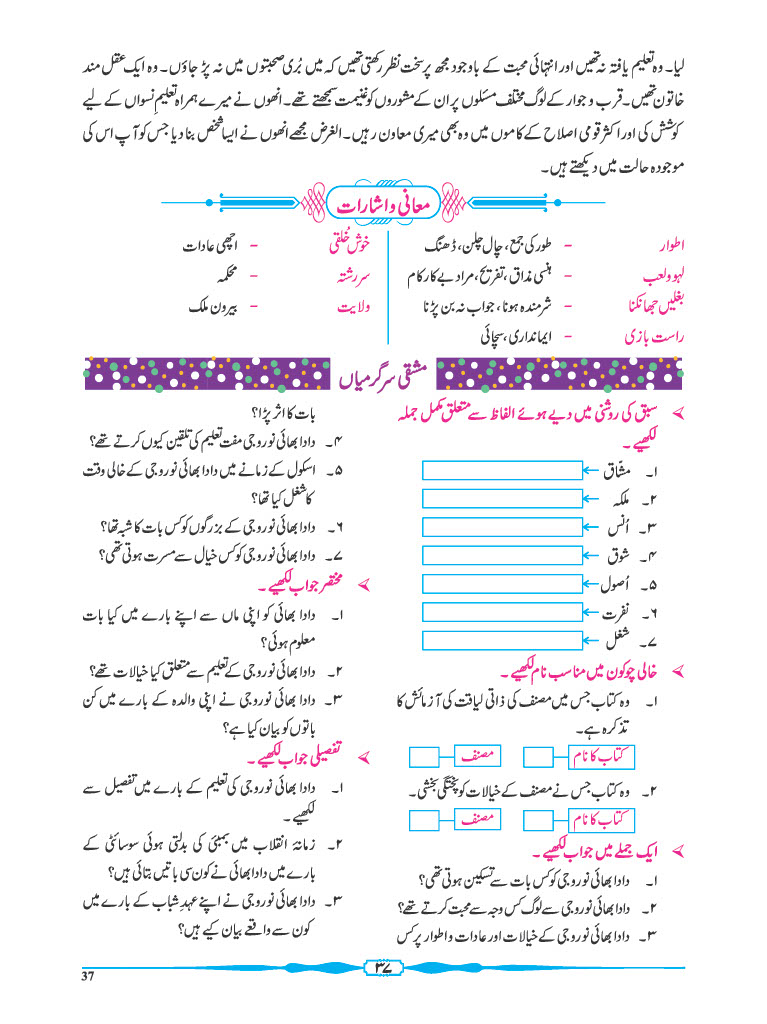 لیا۔ وہ تعلیم یافتہ نہ تھیں اور انتہائی محبت کے باوجود مجھ پر سخت نظر رکھتی تھیں کہ میں بُری صحبتوں میں نہ پڑ جاؤں۔ وہ ایک عقل مند
خاتون تھیں۔ قرب و جوار کے لوگ مختلف مسئلوں پر ان کے مشوروں کو غنیمت سمجھتے تھے۔ انھوں نے میرے ہمراہ تعلیمِ نسواں کے لیے
کوشش کی اور اکثر قومی اصلاح کے کاموں میں وہ بھی میری معاون رہیں۔ الغرض مجھے انھوں نے ایسا شخص بنا دیا جس کو آپ اس کی
موجودہ حالت میں دیکھتے ہیں۔
معانی و اشارات
اطوار – طور کی جمع، چال چلن، ڈھنگ
لہو ولعب – ہنسی مذاق، تفریح، مراد بے کار کام
بغلیں جھانکنا – شرمندہ ہونا، جواب نہ بن پڑنا
راست بازی – ایمانداری، سچائی
خوش خُلقی – اچھی عادات
سررشتہ – محکمہ
ولایت – بیرون ملک
مشقی سرگرمیاں
سبق کی روشنی میں دیے ہوئے الفاظ سے متعلق مکمل جملہ
لکھیے۔
۱۔ مشّاق
۲۔ ملکہ
۳۔ اُنس
۴۔ شوق
۵۔ اُصول
۶۔ نفرت
۷۔ شغل
خالی چوکون میں مناسب نام لکھیے۔
۱۔ وہ کتاب جس میں مصنف کی ذاتی لیاقت کی آزمائش کا
تذکرہ ہے۔
کتاب کا نام مصنف
۲۔ وہ کتاب جس نے مصنف کے خیالات کو پختگی بخشی۔
کتاب کا نام مصنف
ایک جملے میں جواب لکھیے۔
۱۔ دادا بھائی نوروجی کو کس بات سے تسکین ہوتی تھی؟
۲۔ دادا بھائی نوروجی سے لوگ کس وجہ سے محبت کرتے تھے؟
۳۔ دادا بھائی نوروجی کے خیالات اور عادات و اطوار پر کس
بات کا اثر پڑا؟
۴۔ دادا بھائی نوروجی مفت تعلیم کی تلقین کیوں کرتے تھے؟
۵۔ اسکول کے زمانے میں دادا بھائی نوروجی کے خالی وقت
کا شغل کیا تھا؟
۶۔ دادا بھائی نوروجی کے بزرگوں کو کس بات کا شبہ تھا؟
۷۔ دادا بھائی نوروجی کو کس خیال سے مسرت ہوتی تھی؟
مختصر جواب لکھیے۔
۱۔ دادا بھائی کو اپنی ماں سے اپنے بارے میں کیا بات
معلوم ہوئی؟
۲۔ دادا بھائی نوروجی کے تعلیم سے متعلق کیا خیالات تھے؟
۳۔ دادا بھائی نوروجی نے اپنی والدہ کے بارے میں کن
باتوں کو بیان کیا ہے؟
تفصیلی جواب لکھیے۔
۱۔ دادا بھائی نوروجی کی تعلیم کے بارے میں تفصیل سے
لکھیے۔
۲۔ زمانۂ انقلاب میں بمبئی کی بدلتی ہوئی سوسائٹی کے
بارے میں دادا بھائی نے کون سی باتیں بتائی ہیں؟
۳۔ دادا بھائی نوروجی نے اپنے عہدِ شباب کے بارے میں
کون سے واقعے بیان کیے ہیں؟
۳۷
37